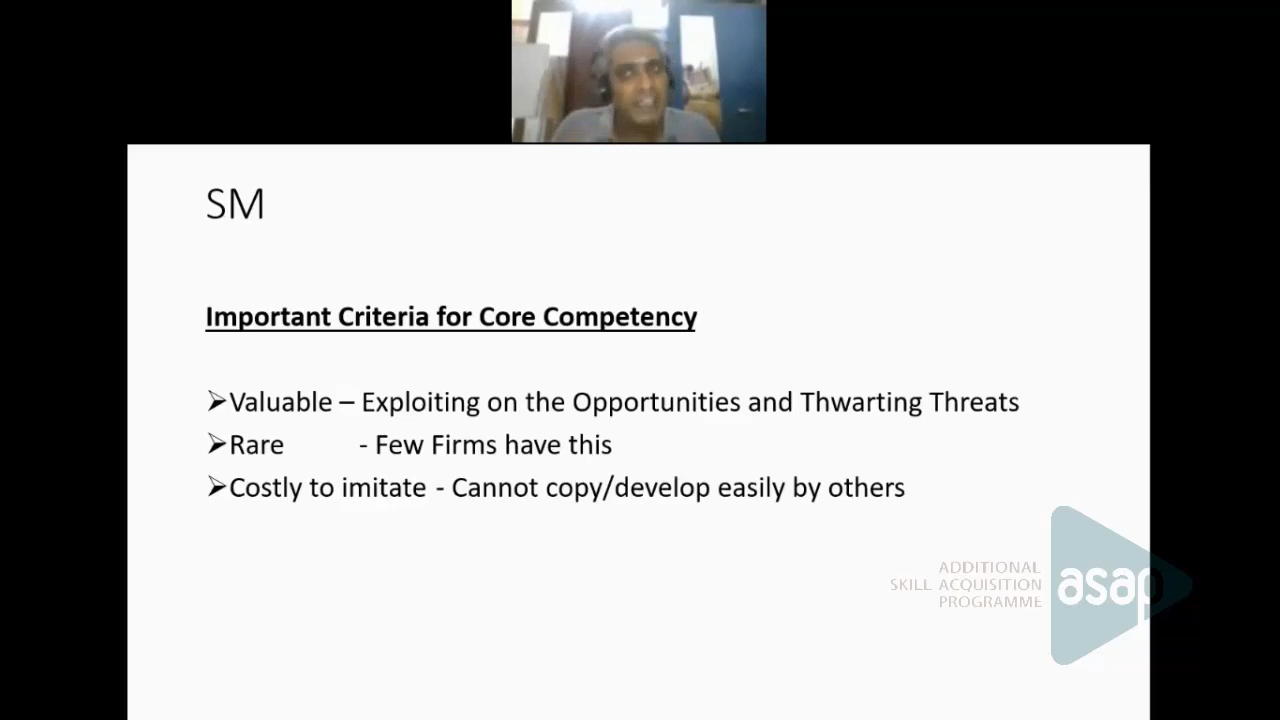 SM
Important Criteria for Core Competency
➢Valuable – Exploiting on the Opportunities and Thwarting Threats
➢Rare - Few Firms have this
➢Costly to imitate - Cannot copy/develop easily by others
ADDITIONAL
SKILL ACQUISITION
PROGRAMME
asap